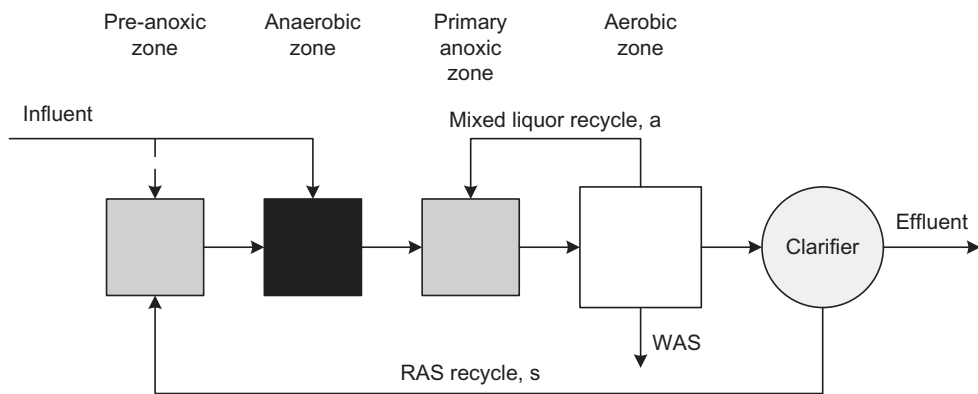 Pre-anoxic
zone
Anaerobic
zone
Primary
anoxic
zone
Aerobic
zone
Influent
Mixed liquor recycle, a
Clarifier
Effluent
WAS
RAS recycle, s